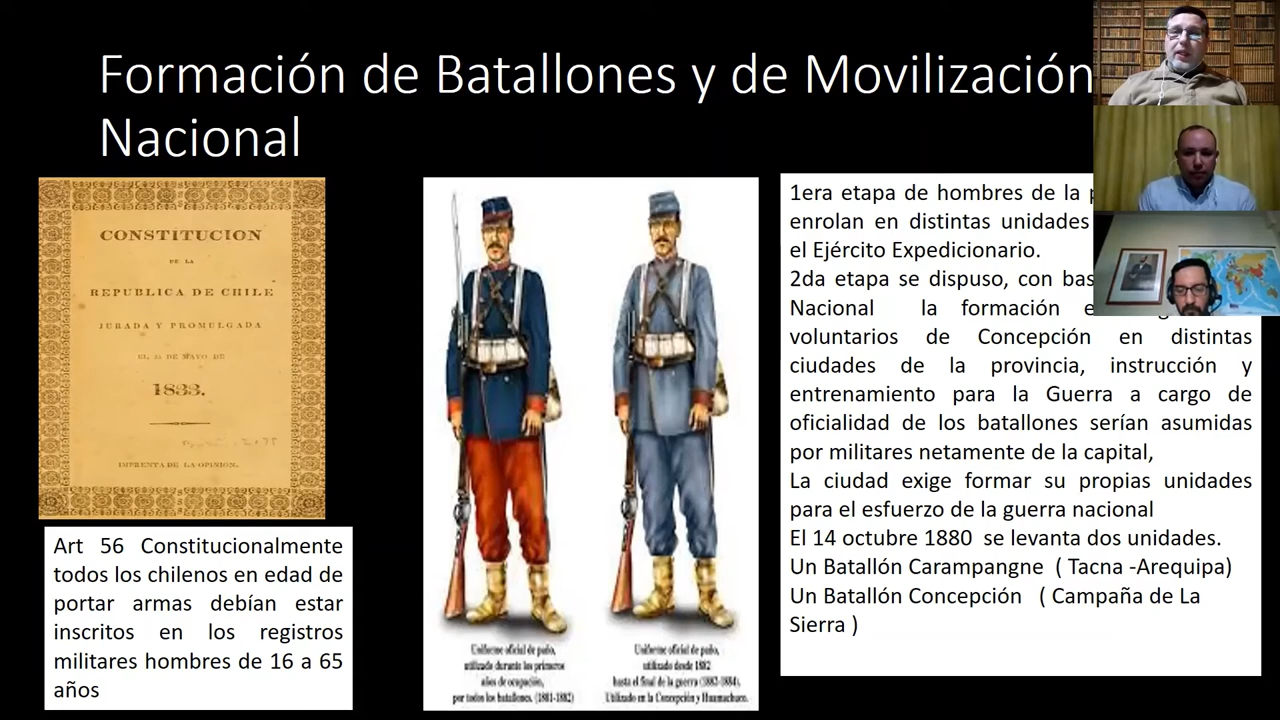 Formación de Batallones y de Movilización
Nacional
CONSTITUCION
DE LA
REPUBLICA DE CHILE
JURADA Y PROMULGADA
EL 25 DE MAYO DE
1833.
IMPRENTA DE LA OPINION.
Art 56 Constitucionalmente
todos los chilenos en edad de
portar armas debían estar
inscritos en los registros
militares hombres de 16 a 65
años
Uniforme oficial de paño,
utilizado durante los primeros
años de ocupación,
por todos los batallones. (1881-1882)
Uniforme oficial de paño,
utilizado desde 1882
hasta el final de la guerra (1882-1884).
Utilizado en la Concepción y Huamachuco.
1era etapa de hombres de la
enrolan en distintas unidades
el Ejército Expedicionario.
2da etapa se dispuso, con
Nacional la formación
voluntarios de Concepción en distintas
ciudades de la provincia, instrucción y
entrenamiento para la Guerra a cargo de
oficialidad de los batallones serían asumidas
por militares netamente de la capital,
La ciudad exige formar su propias unidades
para el esfuerzo de la guerra nacional
El 14 octubre 1880 se levanta dos unidades.
Un Batallón Carampangne ( Tacna -Arequipa)
Un Batallón Concepción ( Campaña de La
Sierra )